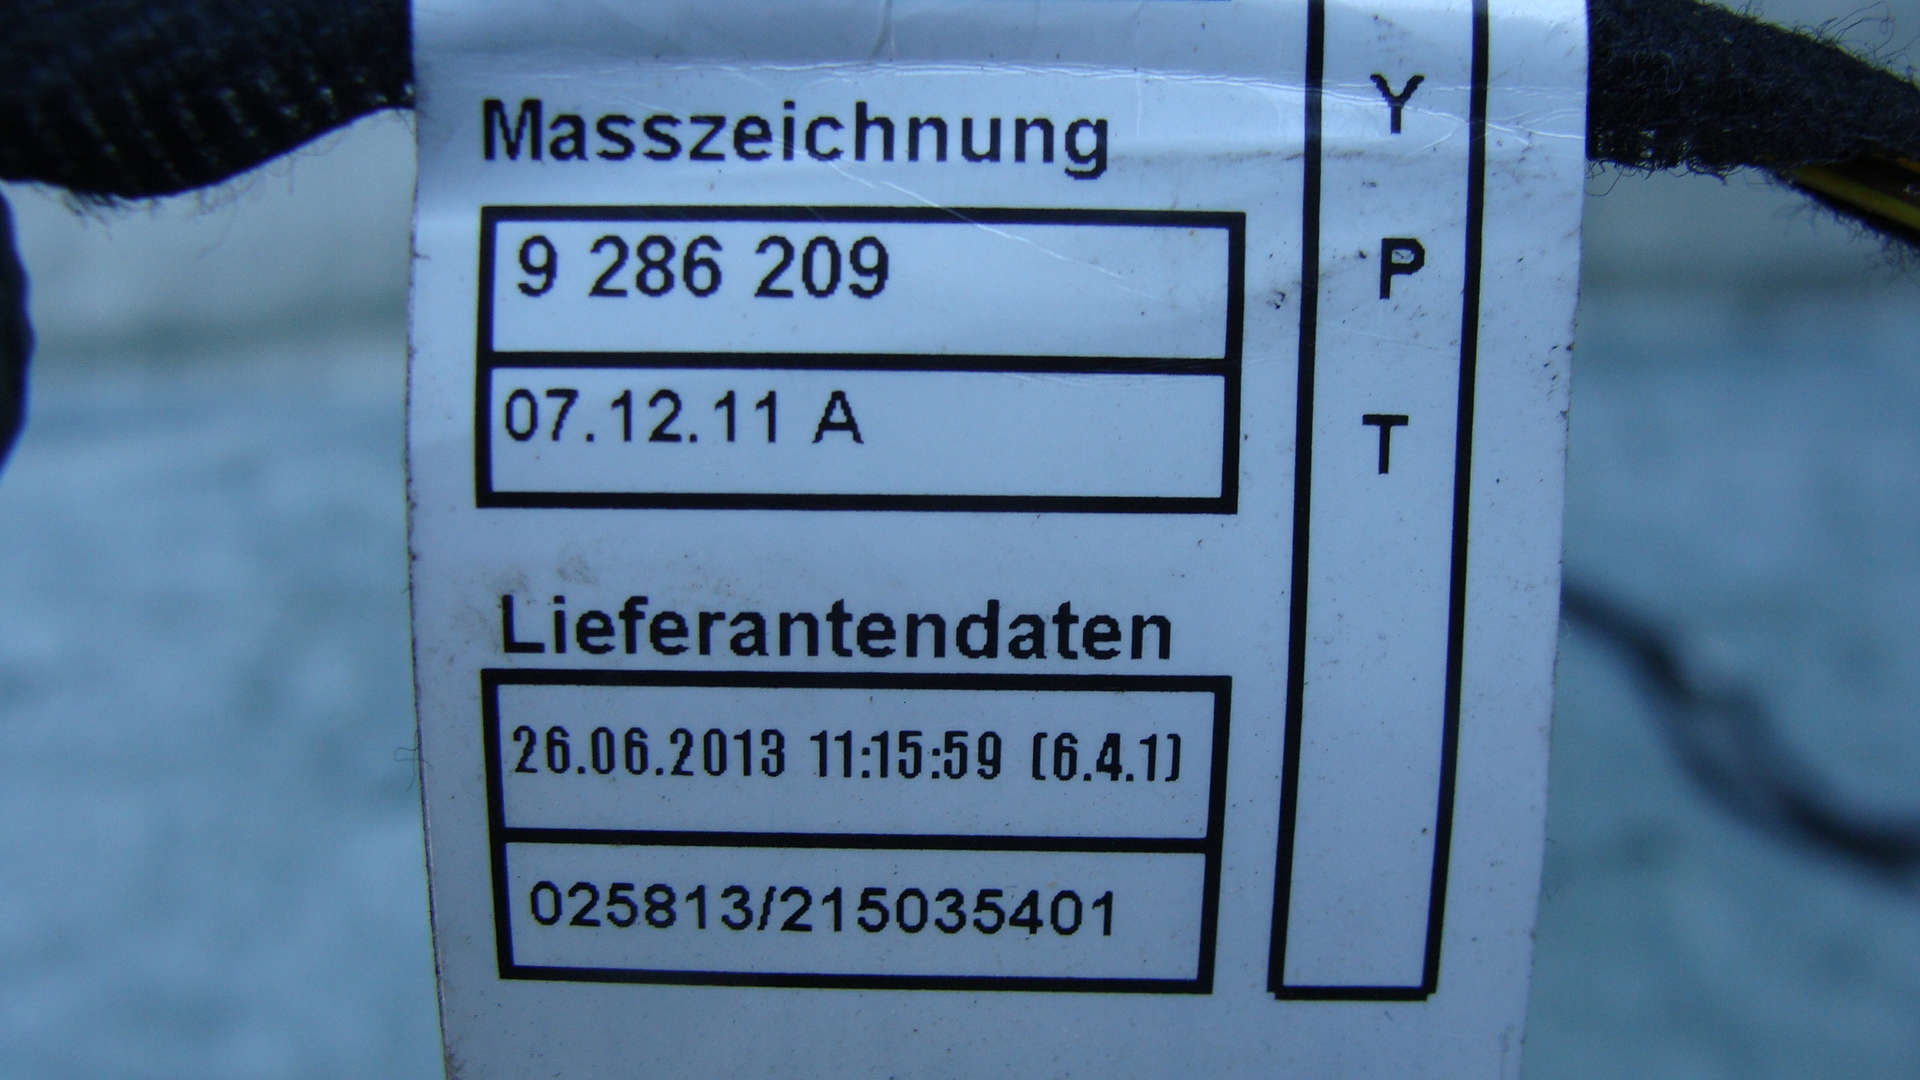 Masszeichnung
9 286 209
07.12.11 A
Lieferantendaten
26.06.2013 11:15:59 (6.4.1)
025813/215035401
Y
P
T